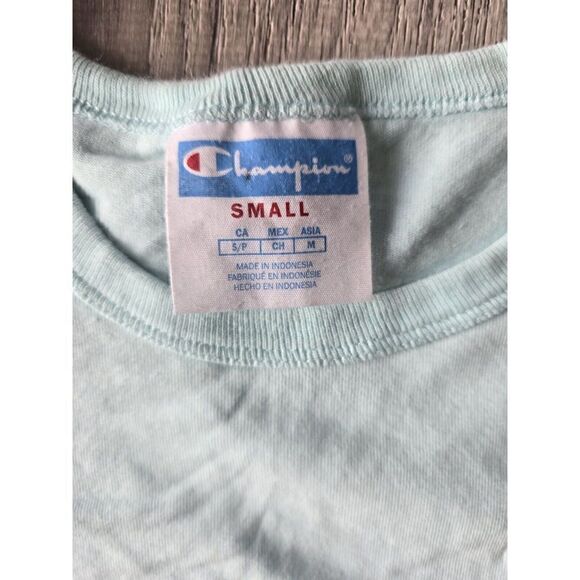 Champion®
SMALL
CA MEX ASIA
S/P CH M
MADE IN INDONESIA
FABRIQUÉ EN INDONÉSIE
HECHO EN INDONESIA